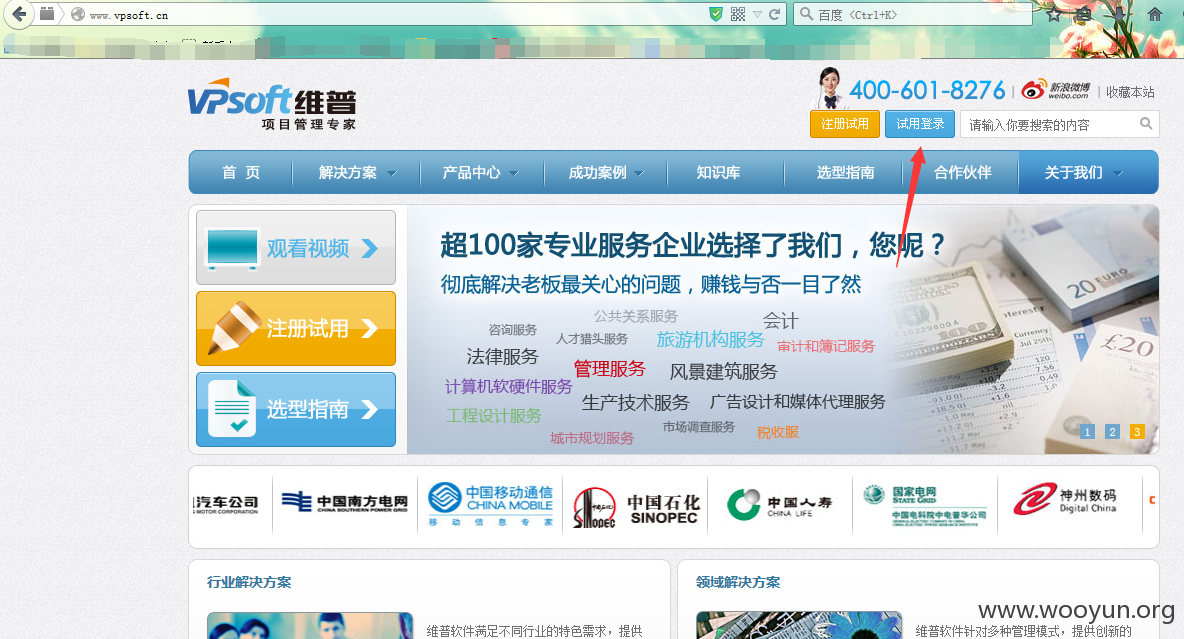 www.vpsoft.cn
百度 <Ctrl+K>
VPsoft维普
项目管理专家
400-601-8276 | 新浪微博 weibo.com | 收藏本站
注册试用 试用登录 请输入你要搜索的内容
首 页 解决方案 产品中心 成功案例 知识库 选型指南 合作伙伴 关于我们
观看视频
注册试用
选型指南
超100家专业服务企业选择了我们，您呢？
彻底解决老板最关心的问题，赚钱与否一目了然
公共关系服务
会计
咨询服务
人才猎头服务
旅游机构服务
审计和簿记服务
法律服务
管理服务
风景建筑服务
计算机软硬件服务
生产技术服务
广告设计和媒体代理服务
工程设计服务
市场调查服务
城市规划服务
税收服
20 EURO
£20
1 2 3
汽车公司
MOTOR CORPORATION
中国南方电网
CHINA SOUTHERN POWER GRID
中国移动通信
CHINA MOBILE
移 动 信 息 专 家
SINOPEC
中国石化
SINOPEC
中国人寿
CHINA LIFE
国家电网
STATE GRID
中国电科院中电普华公司
神州数码
Digital China
行业解决方案
领域解决方案
维普软件满足不同行业的特色需求，提供
维普软件针对多种管理模式，提供创新的
www.wooyun.org